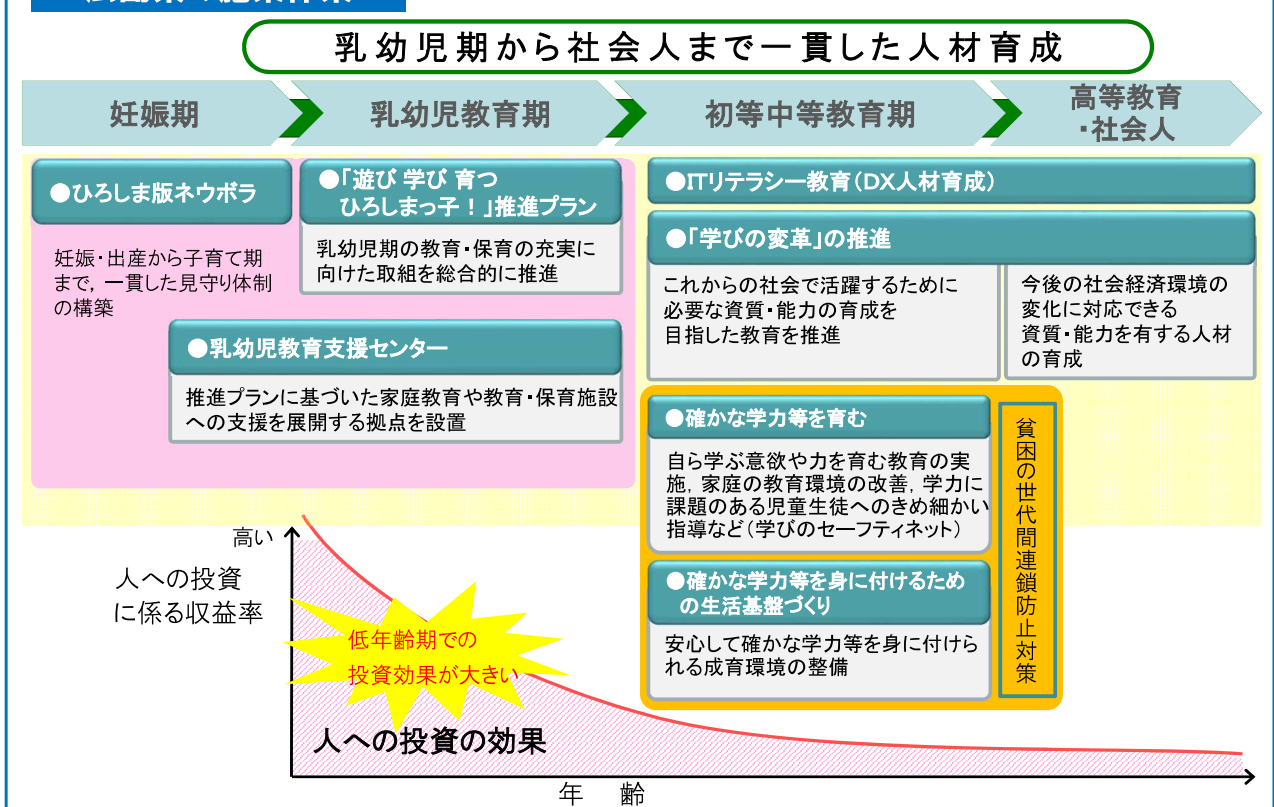 乳幼児期から社会人まで一貫した人材育成
妊娠期
乳幼児教育期
初等中等教育期
高等教育
・社会人
●ひろしま版ネウボラ
妊娠・出産から子育て期
まで，一貫した見守り体制
の構築
●「遊び 学び 育つ
ひろしまっ子！」推進プラン
乳幼児期の教育・保育の充実に
向けた取組を総合的に推進
●乳幼児教育支援センター
推進プランに基づいた家庭教育や教育・保育施設
への支援を展開する拠点を設置
●ITリテラシー教育（DX人材育成）
●「学びの変革」の推進
これからの社会で活躍するために
必要な資質・能力の育成を
目指した教育を推進
今後の社会経済環境の
変化に対応できる
資質・能力を有する人材
の育成
●確かな学力等を育む
自ら学ぶ意欲や力を育む教育の実
施，家庭の教育環境の改善，学力に
課題のある児童生徒へのきめ細かい
指導など（学びのセーフティネット）
●確かな学力等を身に付けるため
の生活基盤づくり
安心して確かな学力等を身に付けら
れる成育環境の整備
貧困の世代間連鎖防止対策
高い
人への投資
に係る収益率
低年齢期での
投資効果が大きい
人への投資の効果
年 齢